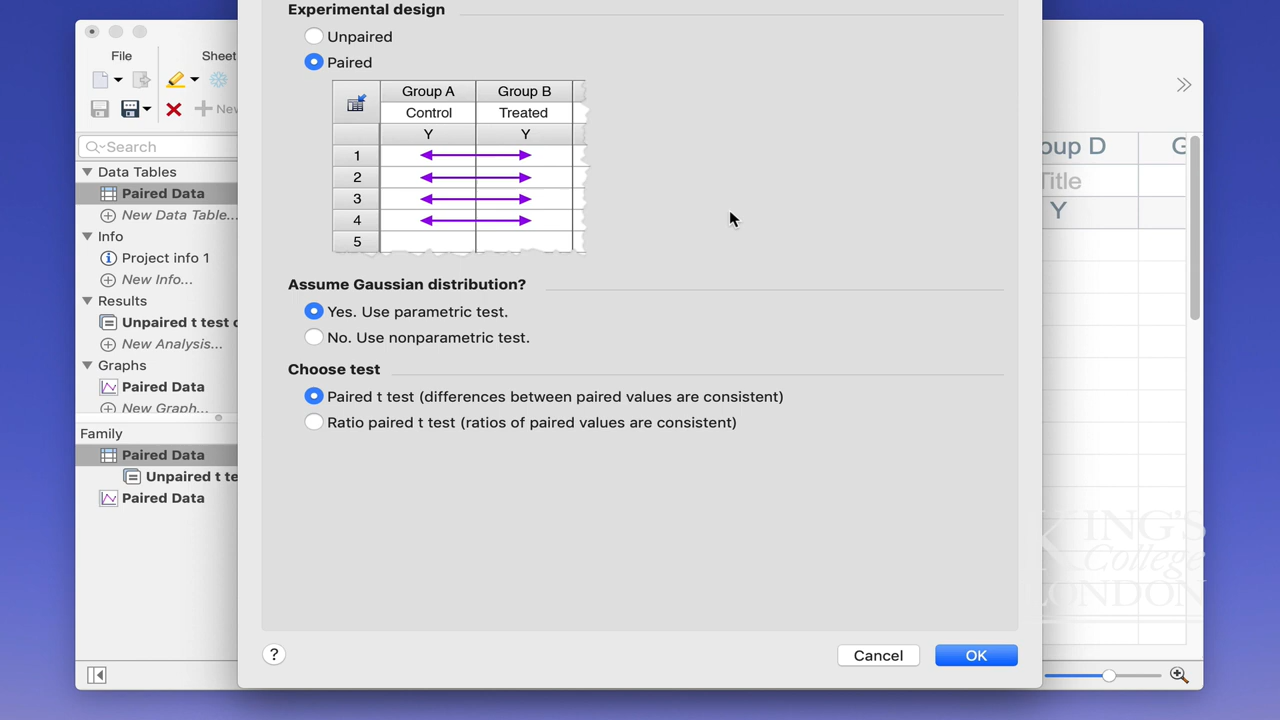 Experimental design
Unpaired
Paired
Group A Group B
Control Treated
Y Y
1
2
3
4
5
Assume Gaussian distribution?
Yes. Use parametric test.
No. Use nonparametric test.
Choose test
Paired t test (differences between paired values are consistent)
Ratio paired t test (ratios of paired values are consistent)
? Cancel OK
File Sheet
New
Search
Data Tables
Paired Data
New Data Table...
Info
Project info 1
New Info...
Results
Unpaired t test o
New Analysis...
Graphs
Paired Data
New Graph...
Family
Paired Data
Unpaired t te
Paired Data
oup D G
Title
Y
KING'S
College
LONDON